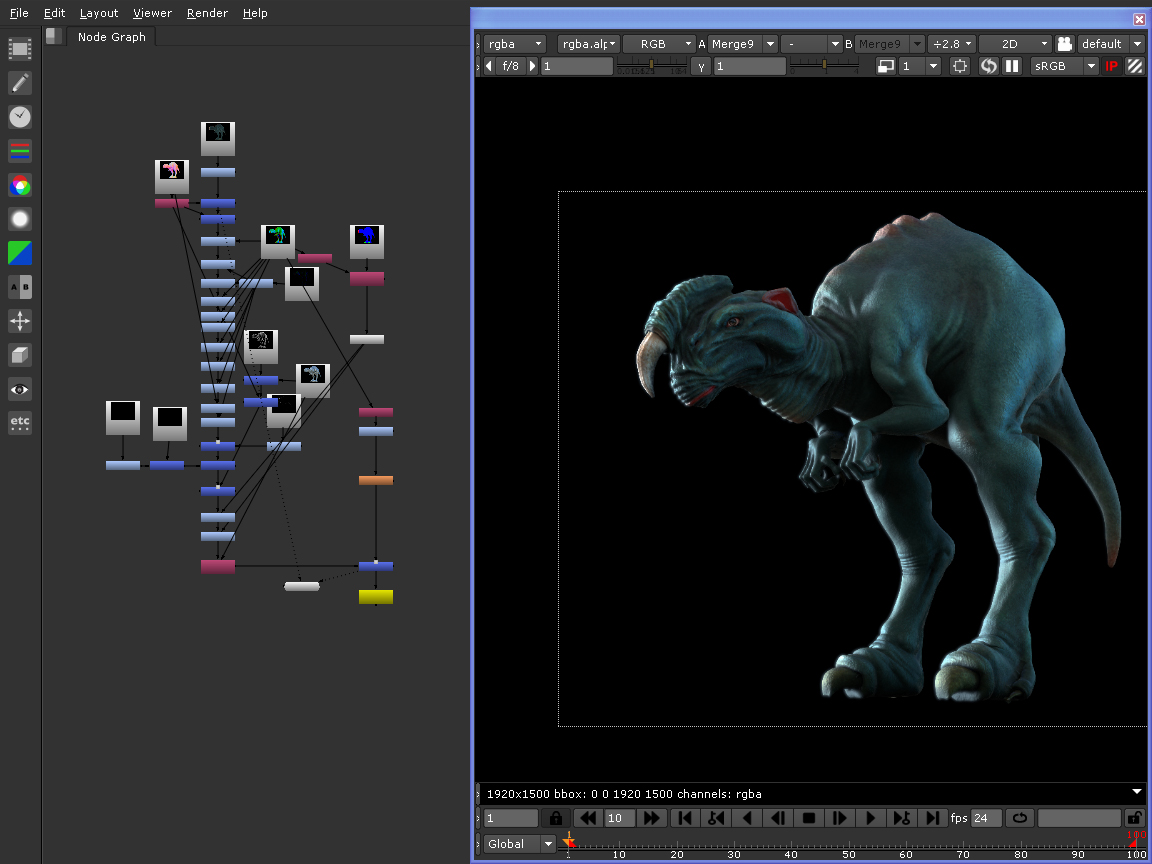 File Edit Layout Viewer Render Help
Node Graph
rgba rgba.alp RGB A Merge9 - B Merge9 ÷2.8 2D default
f/8 1 γ 1 1 sRGB IP
A B
etc
1920x1500 bbox: 0 0 1920 1500 channels: rgba
1 10 fps 24
Global 1 100
1 10 20 30 40 50 60 70 80 90 100